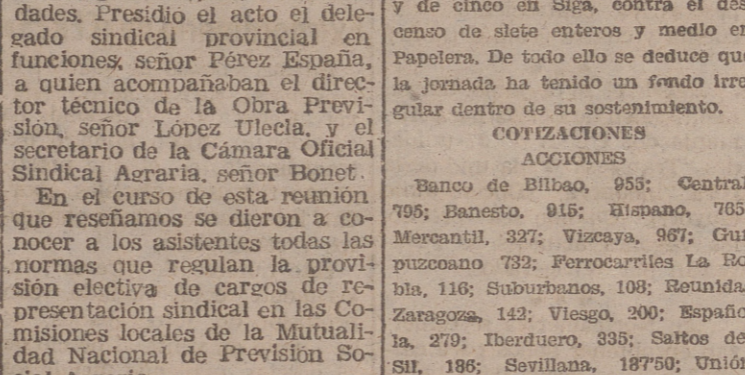 dades. Presidió el acto el dele-
gado sindical provincial en
funciones, señor Pérez España,
a quien acompañaban el direc-
tor técnico de la Obra Previ-
sión, señor López Ulecia, y el
secretario de la Cámara Oficial
Sindical Agraria, señor Bonet.
En el curso de esta reunión
que reseñamos se dieron a co-
nocer a los asistentes todas las
normas que regulan la provi-
sión electiva de cargos de re-
presentación sindical en las Co-
misiones locales de la Mutuali-
dad Nacional de Previsión So-
y de cinco en Siga, contra el des
censo de siete enteros y medio en
Papelera. De todo ello se deduce que
la jornada ha tenido un fondo irre
gular dentro de su sostenimiento.
COTIZACIONES
ACCIONES
Banco de Bilbao, 955; Central
795; Banesto, 915; Hispano, 765
Mercantil, 327; Vizcaya, 967; Gui
puzcoano 732; Ferrocarriles La Ro
bla, 116; Suburbanos, 108; Reunida
Zaragoza, 142; Viesgo, 200; Españo
la, 279; Iberduero, 335; Saltos de
Sil, 186; Sevillana, 187'50; Unión